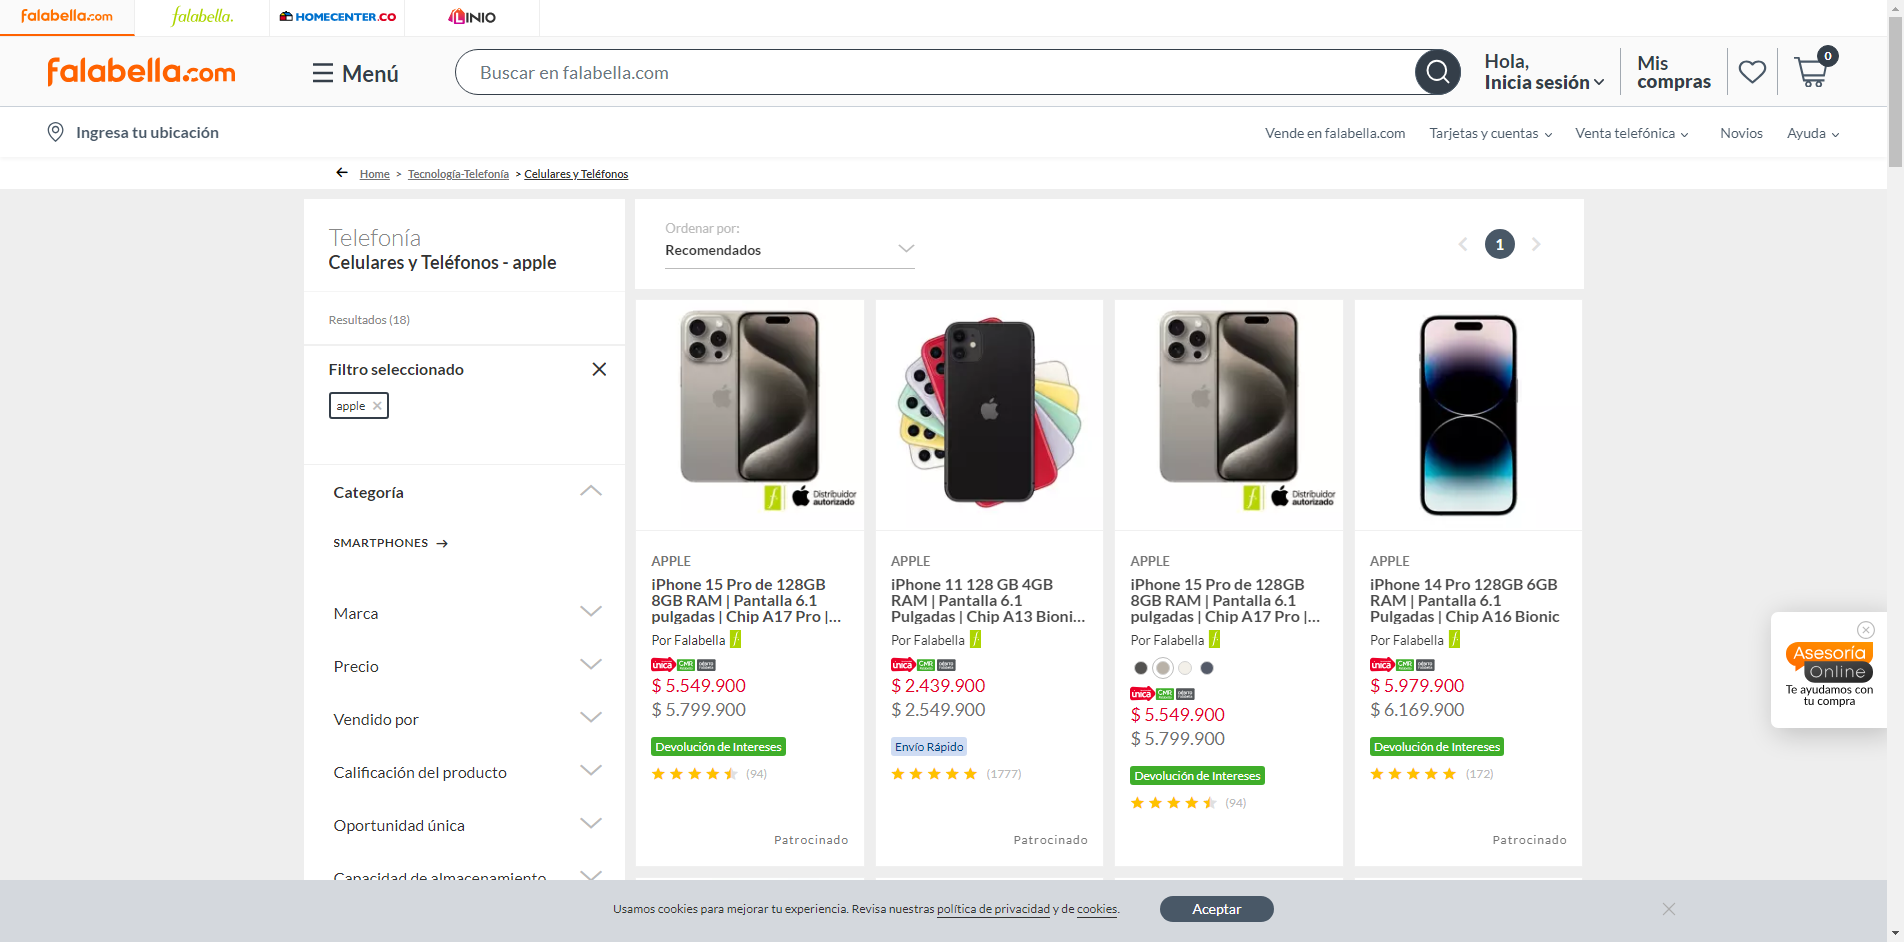 falabella.com
falabella.
HOMECENTER.CO
LINIO
falabella.com
Menú
Buscar en falabella.com
Hola,
Inicia sesión
Mis
compras
0
Ingresa tu ubicación
Vende en falabella.com
Tarjetas y cuentas
Venta telefónica
Novios
Ayuda
Home > Tecnología-Telefonía > Celulares y Teléfonos
Telefonía
Celulares y Teléfonos - apple
Resultados (18)
Filtro seleccionado
apple
Categoría
SMARTPHONES
Marca
Precio
Vendido por
Calificación del producto
Oportunidad única
Capacidad de almacenamiento
Ordenar por:
Recomendados
1
Distribuidor
autorizado
APPLE
iPhone 15 Pro de 128GB
8GB RAM | Pantalla 6.1
pulgadas | Chip A17 Pro |...
Por Falabella
única CMR
$ 5.549.900
$ 5.799.900
Devolución de Intereses
(94)
Patrocinado
APPLE
iPhone 11 128 GB 4GB
RAM | Pantalla 6.1
Pulgadas | Chip A13 Bioni...
Por Falabella
única CMR
$ 2.439.900
$ 2.549.900
Envío Rápido
(1777)
Patrocinado
Distribuidor
autorizado
APPLE
iPhone 15 Pro de 128GB
8GB RAM | Pantalla 6.1
pulgadas | Chip A17 Pro |...
Por Falabella
única CMR
$ 5.549.900
$ 5.799.900
Devolución de Intereses
(94)
APPLE
iPhone 14 Pro 128GB 6GB
RAM | Pantalla 6.1
Pulgadas | Chip A16 Bionic
Por Falabella
única CMR
$ 5.979.900
$ 6.169.900
Devolución de Intereses
(172)
Patrocinado
Asesoría
Online
Te ayudamos con
tu compra
Usamos cookies para mejorar tu experiencia. Revisa nuestras política de privacidad y de cookies.
Aceptar